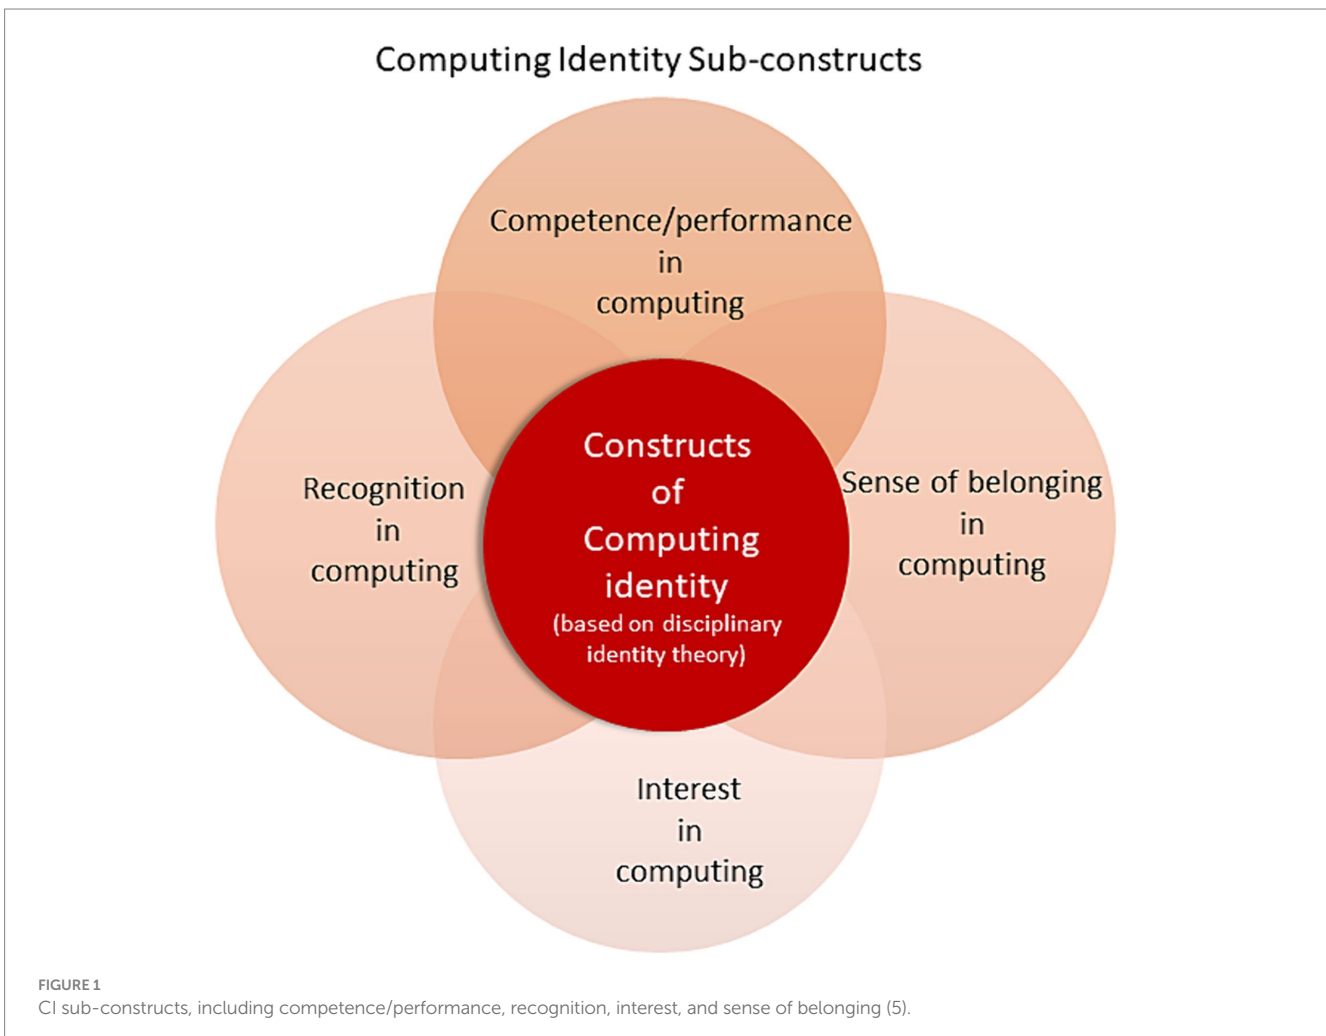 Computing Identity Sub-constructs
Competence/performance
in
computing
Recognition
in
computing
Constructs
of
Computing
identity
(based on disciplinary
identity theory)
Sense of belonging
in
computing
Interest
in
computing
FIGURE 1
CI sub-constructs, including competence/performance, recognition, interest, and sense of belonging (5).